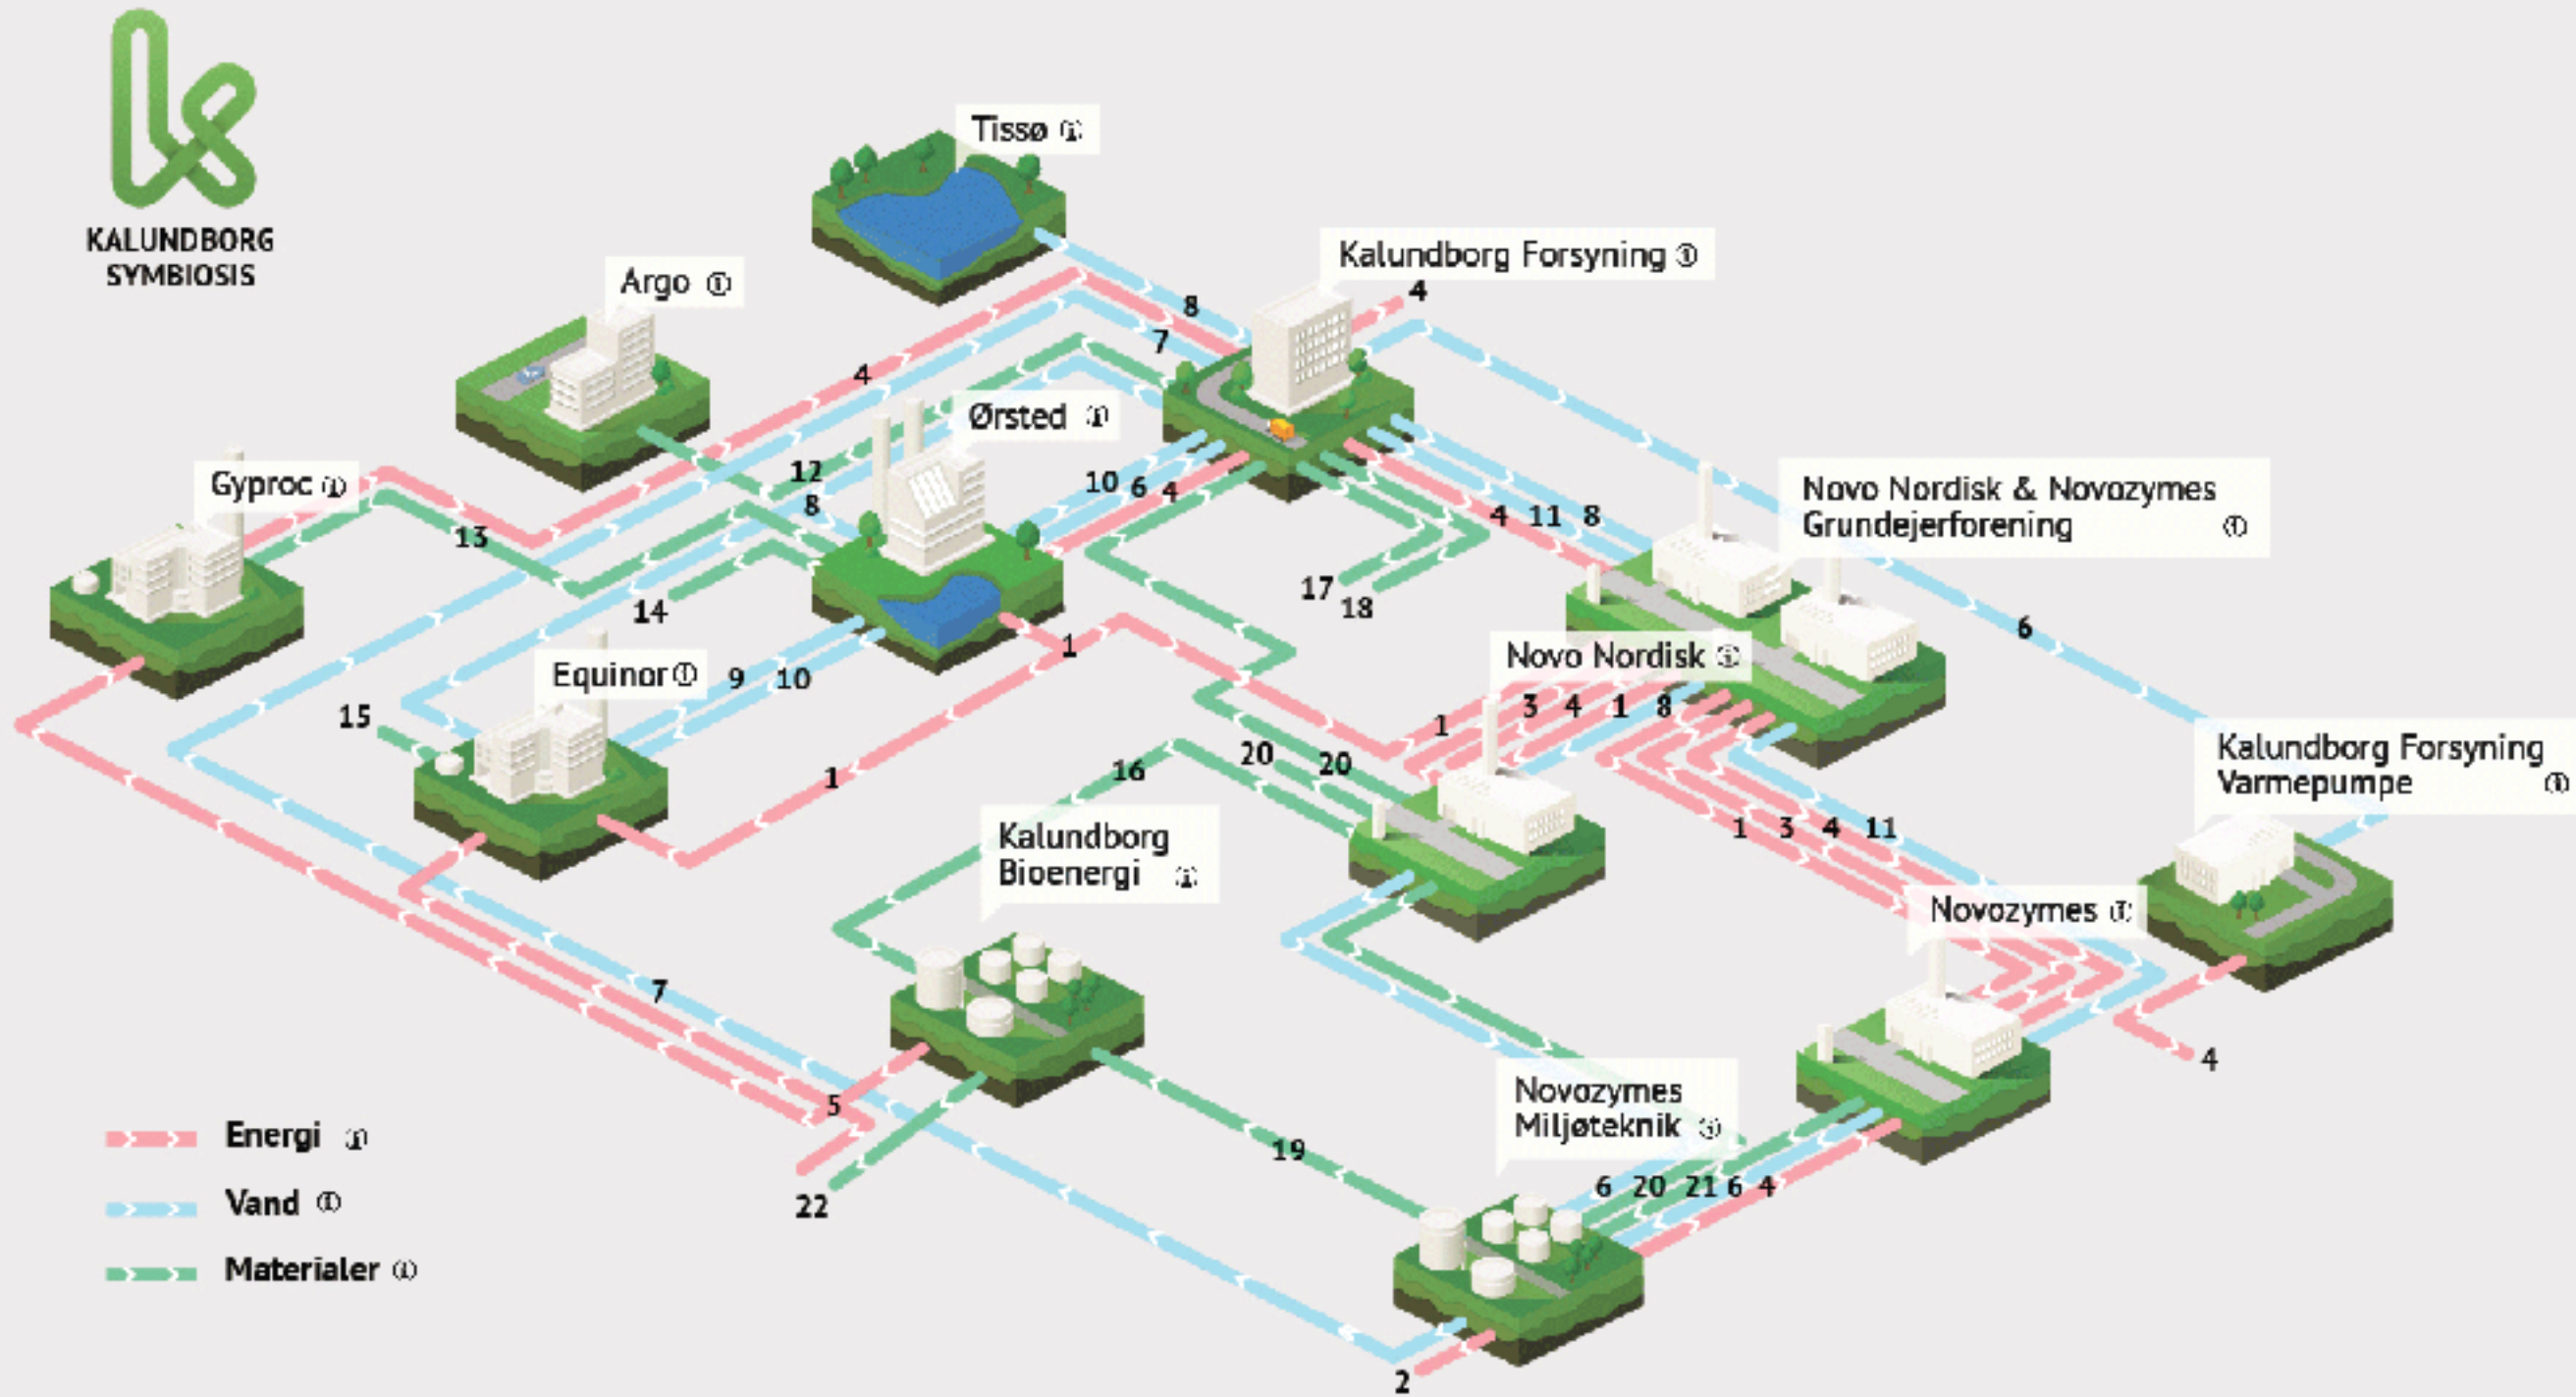 KALUNDBORG
SYMBIOSIS
Tissø
Kalundborg Forsyning
Argo
4
8
7
4
Ørsted
Gyproc
12
8
10 6 4
Novo Nordisk & Novozymes
Grundejerforening
4 11 8
13
14
17
18
6
1
Novo Nordisk
Equinor
9 10
3 4 1 8
15
1
20
20
16
1
Kalundborg Forsyning
Varmepumpe
Kalundborg
Bioenergi
1 3 4 11
Novozymes
7
4
5
Novozymes
Miljøteknik
Energi
19
6 20 21 6 4
22
Vand
Materialer
2